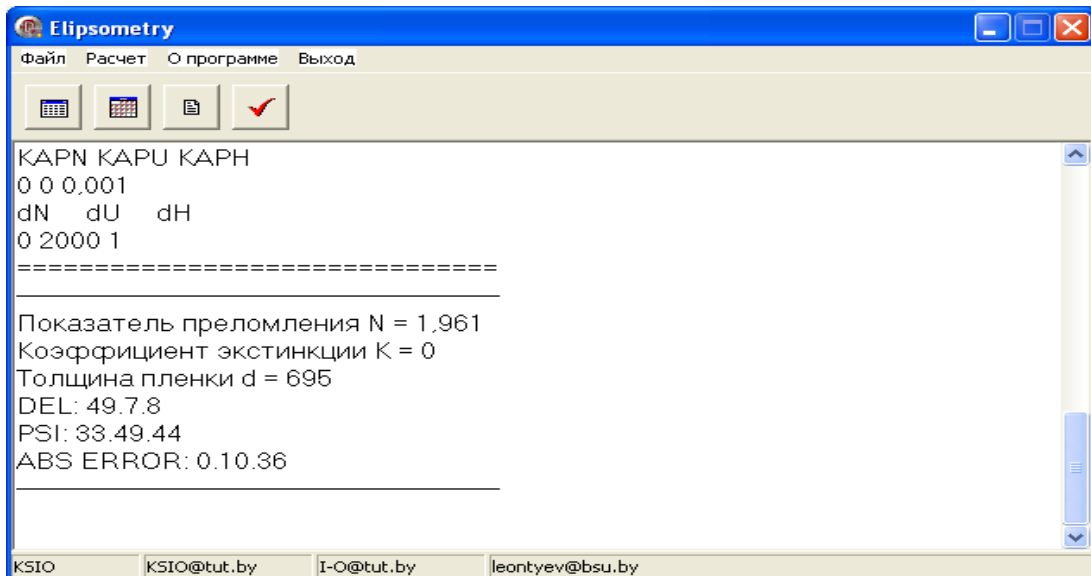 Elipsometry
Файл Расчет О программе Выход
KAPN KAPU KAPH
0 0 0,001
dN dU dH
0 2000 1
===============================
Показатель преломления N = 1,961
Коэффициент экстинкции K = 0
Толщина пленки d = 695
DEL: 49.7.8
PSI: 33.49.44
ABS ERROR: 0.10.36
KSIO KSIO@tut.by I-O@tut.by leontyev@bsu.by